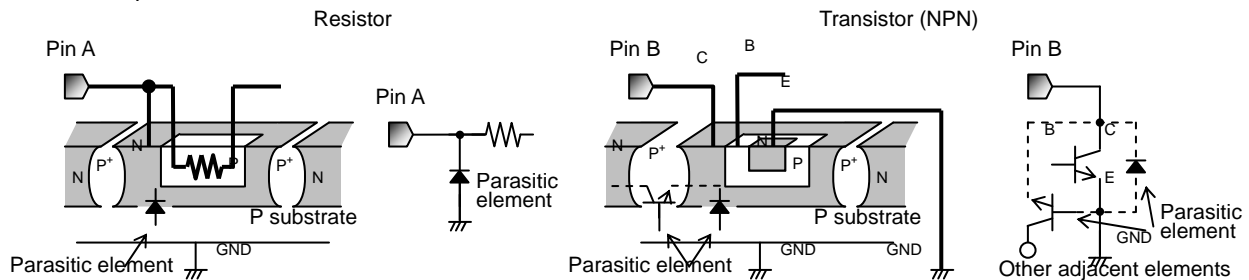 Resistor
Transistor (NPN)
Pin A
Pin B
C
B
E
Pin B
Pin A
N
P
P+
N
P+
N
Parasitic element
P substrate
GND
Parasitic element
N
P
P+
N
P+
N
P substrate
GND
GND
Parasitic element
B
C
E
GND
Parasitic element
Other adjacent elements